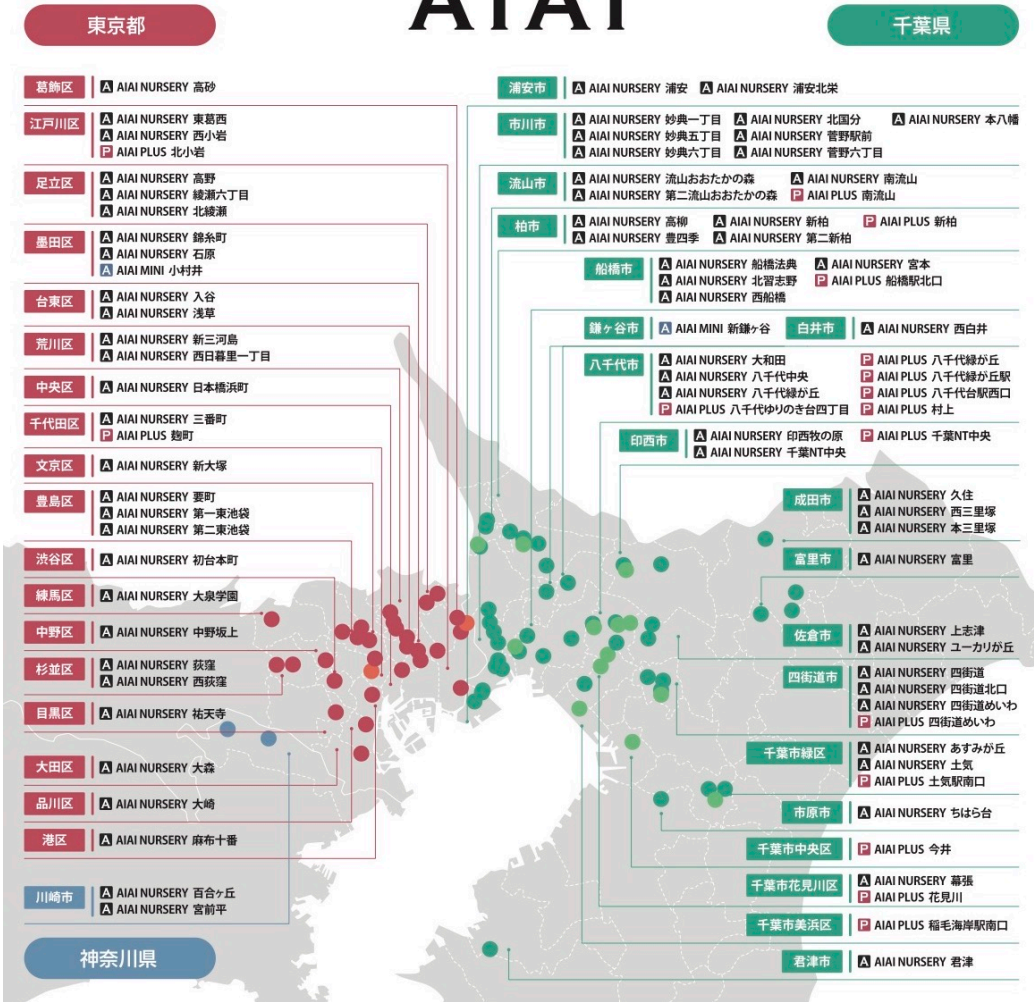 AIAI
東京都
葛飾区
A AIAI NURSERY 高砂
江戸川区
A AIAI NURSERY 東葛西
A AIAI NURSERY 西小岩
P AIAI PLUS 北小岩
足立区
A AIAI NURSERY 高野
A AIAI NURSERY 綾瀬六丁目
A AIAI NURSERY 北綾瀬
墨田区
A AIAI NURSERY 錦糸町
A AIAI NURSERY 石原
A AIAI MINI 小村井
台東区
A AIAI NURSERY 入谷
A AIAI NURSERY 浅草
荒川区
A AIAI NURSERY 新三河島
A AIAI NURSERY 西日暮里一丁目
中央区
A AIAI NURSERY 日本橋浜町
千代田区
A AIAI NURSERY 三番町
P AIAI PLUS 麹町
文京区
A AIAI NURSERY 新大塚
豊島区
A AIAI NURSERY 要町
A AIAI NURSERY 第一東池袋
A AIAI NURSERY 第二東池袋
渋谷区
A AIAI NURSERY 初台本町
練馬区
A AIAI NURSERY 大泉学園
中野区
A AIAI NURSERY 中野坂上
杉並区
A AIAI NURSERY 荻窪
A AIAI NURSERY 西荻窪
目黒区
A AIAI NURSERY 祐天寺
大田区
A AIAI NURSERY 大森
品川区
A AIAI NURSERY 大崎
港区
A AIAI NURSERY 麻布十番
川崎市
A AIAI NURSERY 百合ヶ丘
A AIAI NURSERY 宮前平
神奈川県
千葉県
浦安市
A AIAI NURSERY 浦安 A AIAI NURSERY 浦安北栄
市川市
A AIAI NURSERY 妙典一丁目 A AIAI NURSERY 北国分 A AIAI NURSERY 本八幡
A AIAI NURSERY 妙典五丁目 A AIAI NURSERY 菅野駅前
A AIAI NURSERY 妙典六丁目 A AIAI NURSERY 菅野六丁目
流山市
A AIAI NURSERY 流山おおたかの森 A AIAI NURSERY 南流山
A AIAI NURSERY 第二流山おおたかの森 P AIAI PLUS 南流山
柏市
A AIAI NURSERY 高柳 A AIAI NURSERY 新柏 P AIAI PLUS 新柏
A AIAI NURSERY 豊四季 A AIAI NURSERY 第二新柏
船橋市
A AIAI NURSERY 船橋法典 A AIAI NURSERY 宮本
A AIAI NURSERY 北習志野 P AIAI PLUS 船橋駅北口
A AIAI NURSERY 西船橋
鎌ヶ谷市
A AIAI MINI 新鎌ヶ谷
白井市
A AIAI NURSERY 西白井
八千代市
A AIAI NURSERY 大和田 P AIAI PLUS 八千代緑が丘
A AIAI NURSERY 八千代中央 P AIAI PLUS 八千代緑が丘駅
A AIAI NURSERY 八千代緑が丘 P AIAI PLUS 八千代台駅西口
P AIAI PLUS 八千代ゆりのき台四丁目 P AIAI PLUS 村上
印西市
A AIAI NURSERY 印西牧の原 P AIAI PLUS 千葉NT中央
A AIAI NURSERY 千葉NT中央
成田市
A AIAI NURSERY 久住
A AIAI NURSERY 西三里塚
A AIAI NURSERY 本三里塚
富里市
A AIAI NURSERY 富里
佐倉市
A AIAI NURSERY 上志津
A AIAI NURSERY ユーカリが丘
四街道市
A AIAI NURSERY 四街道
A AIAI NURSERY 四街道北口
A AIAI NURSERY 四街道めいわ
P AIAI PLUS 四街道めいわ
千葉市緑区
A AIAI NURSERY あすみが丘
A AIAI NURSERY 土気
P AIAI PLUS 土気駅南口
市原市
A AIAI NURSERY ちはら台
千葉市中央区
P AIAI PLUS 今井
千葉市花見川区
A AIAI NURSERY 幕張
P AIAI PLUS 花見川
千葉市美浜区
P AIAI PLUS 稲毛海岸駅南口
君津市
A AIAI NURSERY 君津